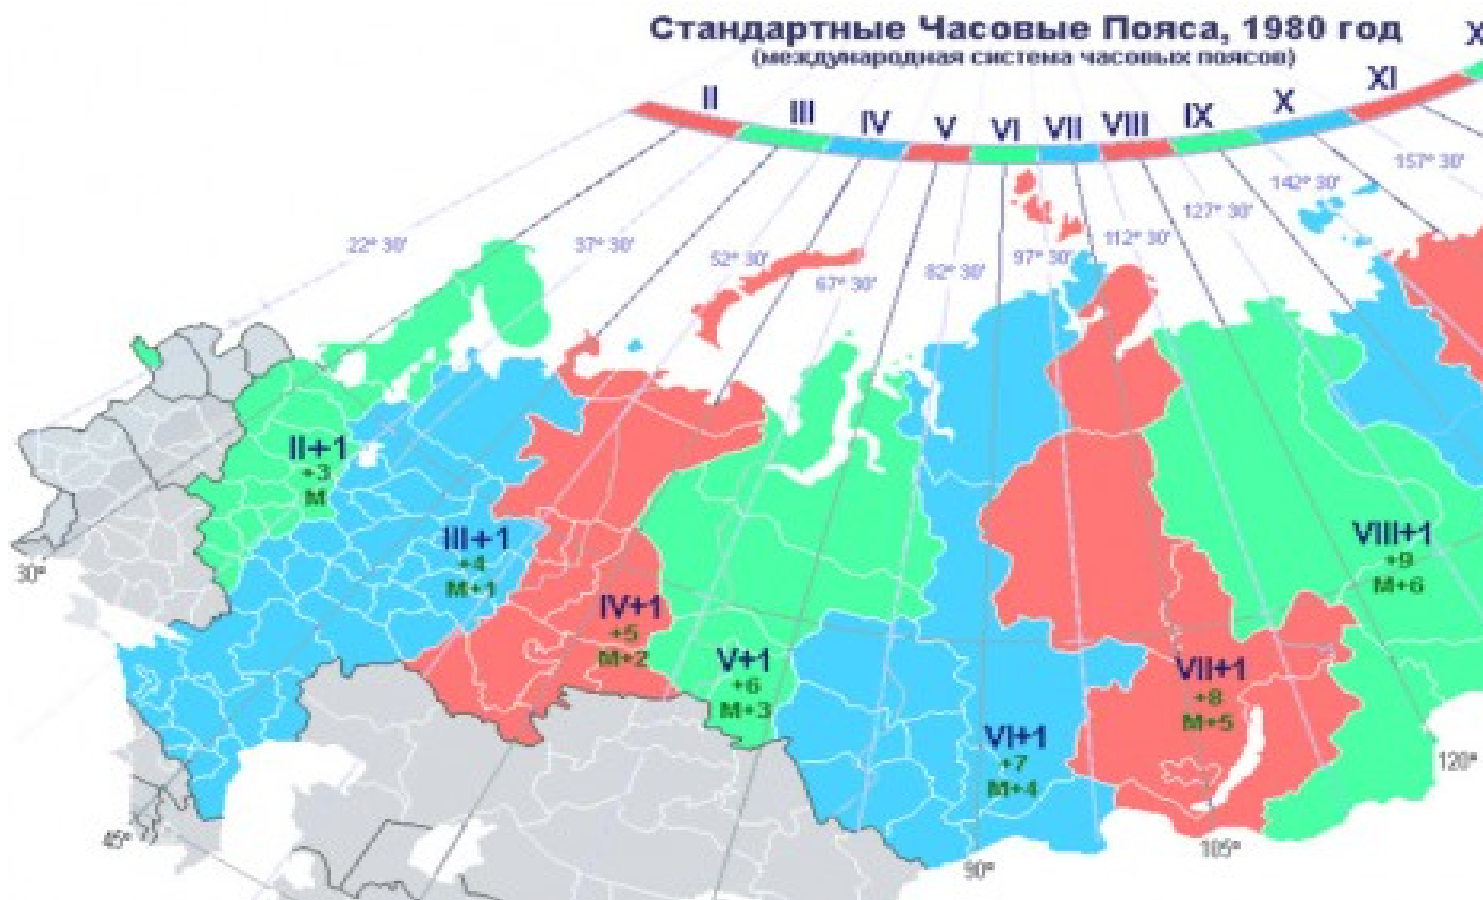 Стандартные Часовые Пояса, 1980 год
(международная система часовых поясов)
II
III
IV
V
VI
VII
VIII
IX
X
XI
X
22° 30'
37° 30'
52° 30'
67° 30'
82° 30'
97° 30'
112° 30'
127° 30'
142° 30'
157° 30'
II+1
+3
M
III+1
+4
M+1
IV+1
+5
M+2
V+1
+6
M+3
VI+1
+7
M+4
VII+1
+8
M+5
VIII+1
+9
M+6
30°
45°
90°
105°
120°